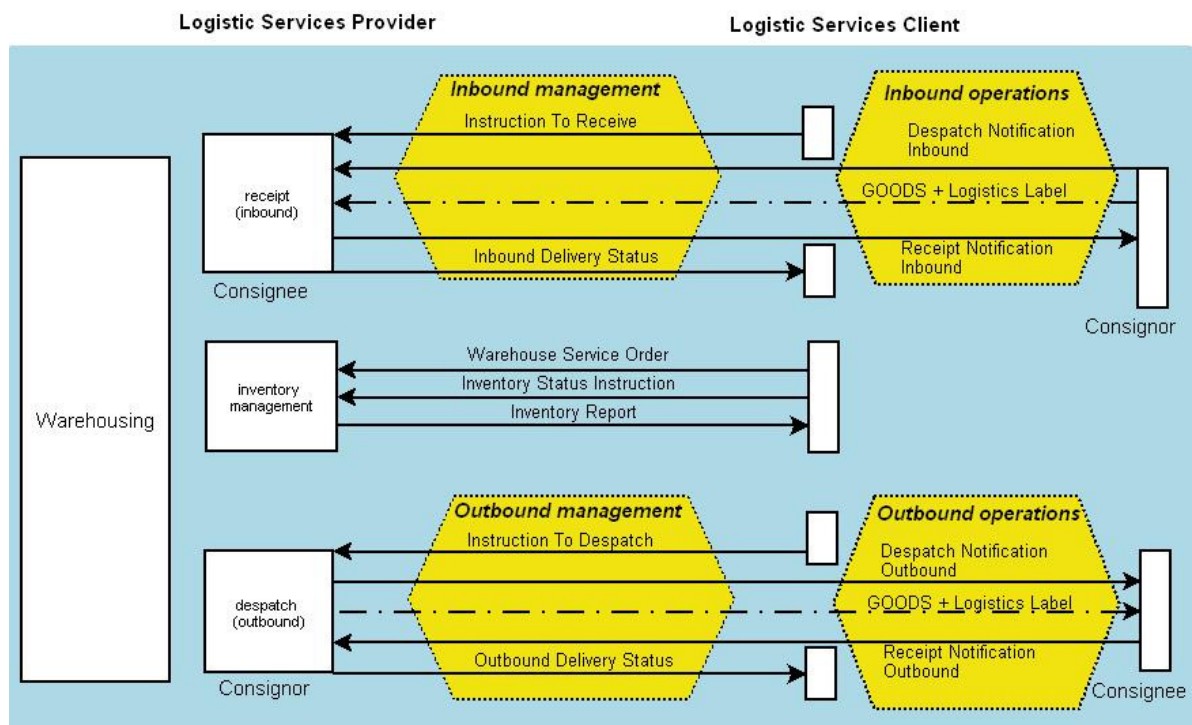 Logistic Services Provider
Logistic Services Client
Inbound management
Inbound operations
Instruction To Receive
Despatch Notification
Inbound
receipt
(inbound)
GOODS + Logistics Label
Inbound Delivery Status
Receipt Notification
Inbound
Consignee
Consignor
Warehousing
inventory
management
Warehouse Service Order
Inventory Status Instruction
Inventory Report
Outbound management
Outbound operations
Instruction To Despatch
Despatch Notification
Outbound
despatch
(outbound)
GOODS + Logistics Label
Outbound Delivery Status
Receipt Notification
Outbound
Consignor
Consignee